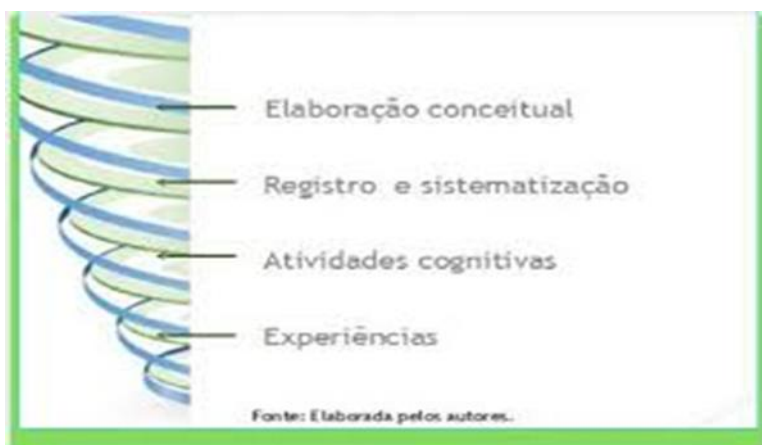 Elaboração conceitual
Registro e sistematização
Atividades cognitivas
Experiências
Fonte: Elaborada pelos autores.